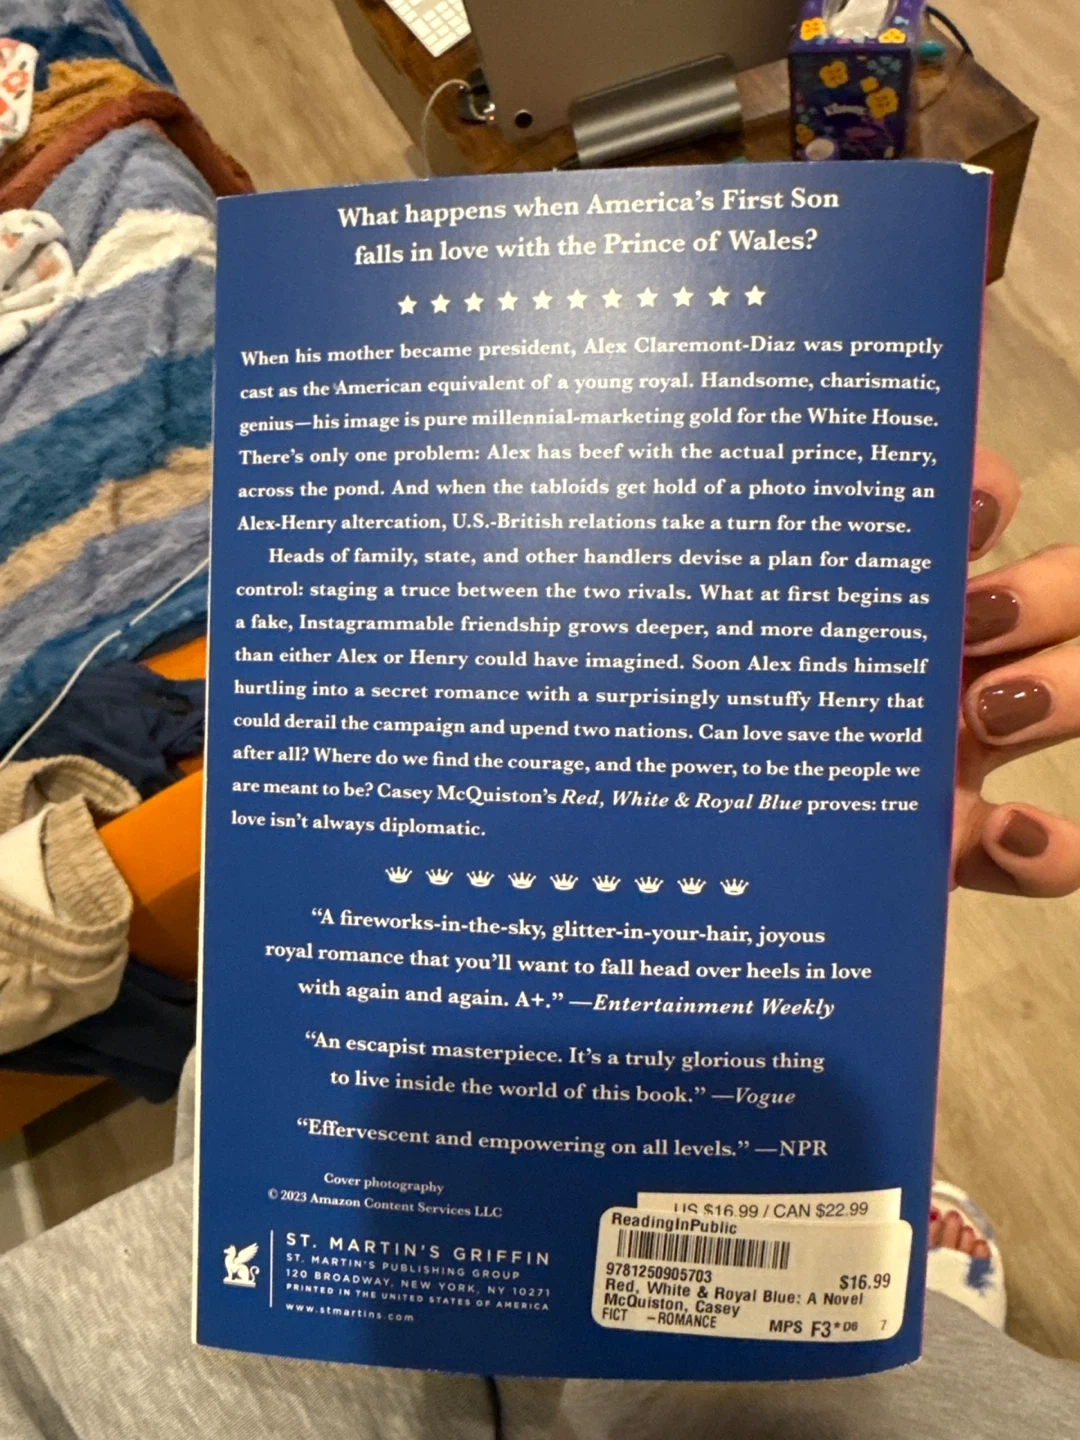 Kleenex
What happens when America's First Son
falls in love with the Prince of Wales?
When his mother became president, Alex Claremont-Diaz was promptly
cast as the American equivalent of a young royal. Handsome, charismatic,
genius—his image is pure millennial-marketing gold for the White House.
There's only one problem: Alex has beef with the actual prince, Henry,
across the pond. And when the tabloids get hold of a photo involving an
Alex-Henry altercation, U.S.-British relations take a turn for the worse.
Heads of family, state, and other handlers devise a plan for damage
control: staging a truce between the two rivals. What at first begins as
a fake, Instagrammable friendship grows deeper, and more dangerous,
than either Alex or Henry could have imagined. Soon Alex finds himself
hurtling into a secret romance with a surprisingly unstuffy Henry that
could derail the campaign and upend two nations. Can love save the world
after all? Where do we find the courage, and the power, to be the people we
are meant to be? Casey McQuiston's Red, White & Royal Blue proves: true
love isn't always diplomatic.
“A fireworks-in-the-sky, glitter-in-your-hair, joyous
royal romance that you'll want to fall head over heels in love
with again and again. A+.” —Entertainment Weekly
“An escapist masterpiece. It's a truly glorious thing
to live inside the world of this book.” —Vogue
“Effervescent and empowering on all levels.” —NPR
Cover photography
© 2023 Amazon Content Services LLC
ST. MARTIN'S GRIFFIN
ST. MARTIN'S PUBLISHING GROUP
120 BROADWAY, NEW YORK, NY 10271
PRINTED IN THE UNITED STATES OF AMERICA
www.stmartins.com
US $16.99 / CAN $22.99
ReadingInPublic
9781250905703 $16.99
Red, White & Royal Blue: A Novel
McQuiston, Casey
FICT -ROMANCE MPS F3*D6 7